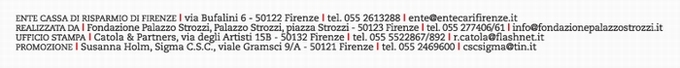 ENTE CASSA DI RISPARMIO DI FIRENZE | via Bufalini 6 - 50122 Firenze | tel. 055 2613288 | ente@entecarifirenze.it
REALIZZATA DA | Fondazione Palazzo Strozzi, Palazzo Strozzi, piazza Strozzi - 50123 Firenze | tel. 055 277406/61 | info@fondazionepalazzostrozzi.it
UFFICIO STAMPA | Catola & Partners, via degli Artisti 15B - 50132 Firenze | tel. 055 5522867/892 | r.catola@flashnet.it
PROMOZIONE | Susanna Holm, Sigma C.S.C., viale Gramsci 9/A - 50121 Firenze | tel. 055 2469600 | cscsigma@tin.it